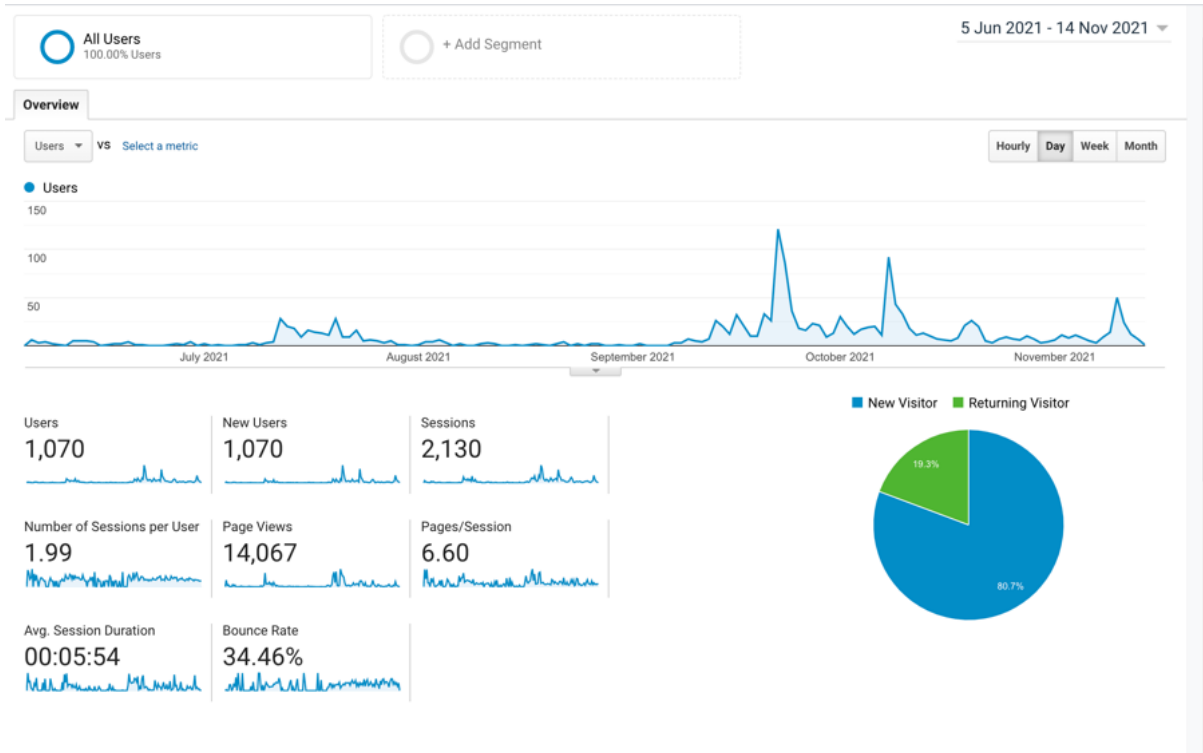 All Users
100.00% Users
+ Add Segment
5 Jun 2021 - 14 Nov 2021
Overview
Users VS Select a metric
Hourly Day Week Month
Users
150
100
50
July 2021 August 2021 September 2021 October 2021 November 2021
New Visitor Returning Visitor
Users New Users Sessions
1,070 1,070 2,130
Number of Sessions per User Page Views Pages/Session
1.99 14,067 6.60
Avg. Session Duration Bounce Rate
00:05:54 34.46%
19.3%
80.7%